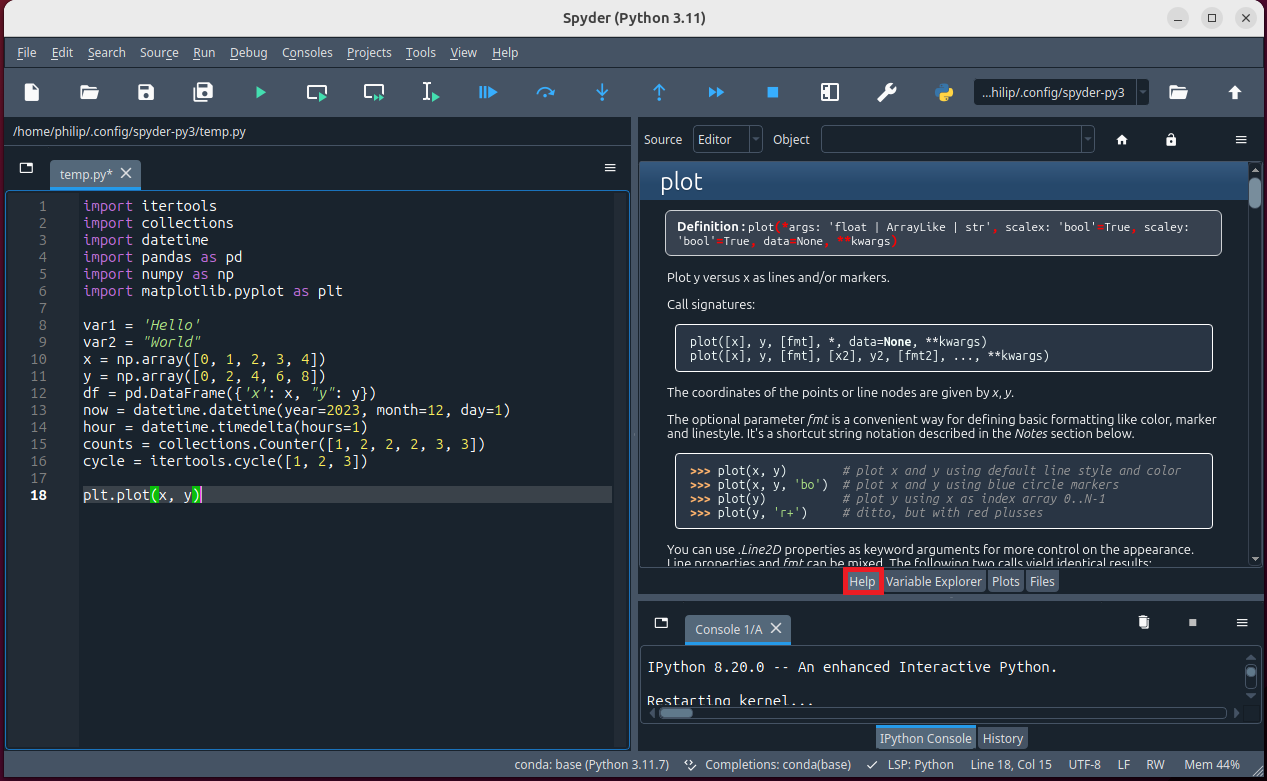 Spyder (Python 3.11)
File Edit Search Source Run Debug Consoles Projects Tools View Help
...hilip/.config/spyder-py3
/home/philip/.config/spyder-py3/temp.py
temp.py*
1 import itertools
2 import collections
3 import datetime
4 import pandas as pd
5 import numpy as np
6 import matplotlib.pyplot as plt
7
8 var1 = 'Hello'
9 var2 = "World"
10 x = np.array([0, 1, 2, 3, 4])
11 y = np.array([0, 2, 4, 6, 8])
12 df = pd.DataFrame({'x': x, "y": y})
13 now = datetime.datetime(year=2023, month=12, day=1)
14 hour = datetime.timedelta(hours=1)
15 counts = collections.Counter([1, 2, 2, 2, 3, 3])
16 cycle = itertools.cycle([1, 2, 3])
17
18 plt.plot(x, y)
Source Editor Object
plot
Definition : plot(*args: 'float | ArrayLike | str', scalex: 'bool'=True, scaley:
'bool'=True, data=None, **kwargs)
Plot y versus x as lines and/or markers.
Call signatures:
plot([x], y, [fmt], *, data=None, **kwargs)
plot([x], y, [fmt], [x2], y2, [fmt2], ..., **kwargs)
The coordinates of the points or line nodes are given by x, y.
The optional parameter fmt is a convenient way for defining basic formatting like color, marker
and linestyle. It's a shortcut string notation described in the Notes section below.
>>> plot(x, y) # plot x and y using default line style and color
>>> plot(x, y, 'bo') # plot x and y using blue circle markers
>>> plot(y) # plot y using x as index array 0..N-1
>>> plot(y, 'r+') # ditto, but with red plusses
You can use .Line2D properties as keyword arguments for more control on the appearance.
Line properties and fmt can be mixed. The following two calls yield identical results:
Help Variable Explorer Plots Files
Console 1/A
IPython 8.20.0 -- An enhanced Interactive Python.
Restarting kernel...
IPython Console History
conda: base (Python 3.11.7) Completions: conda(base) LSP: Python Line 18, Col 15 UTF-8 LF RW Mem 44%